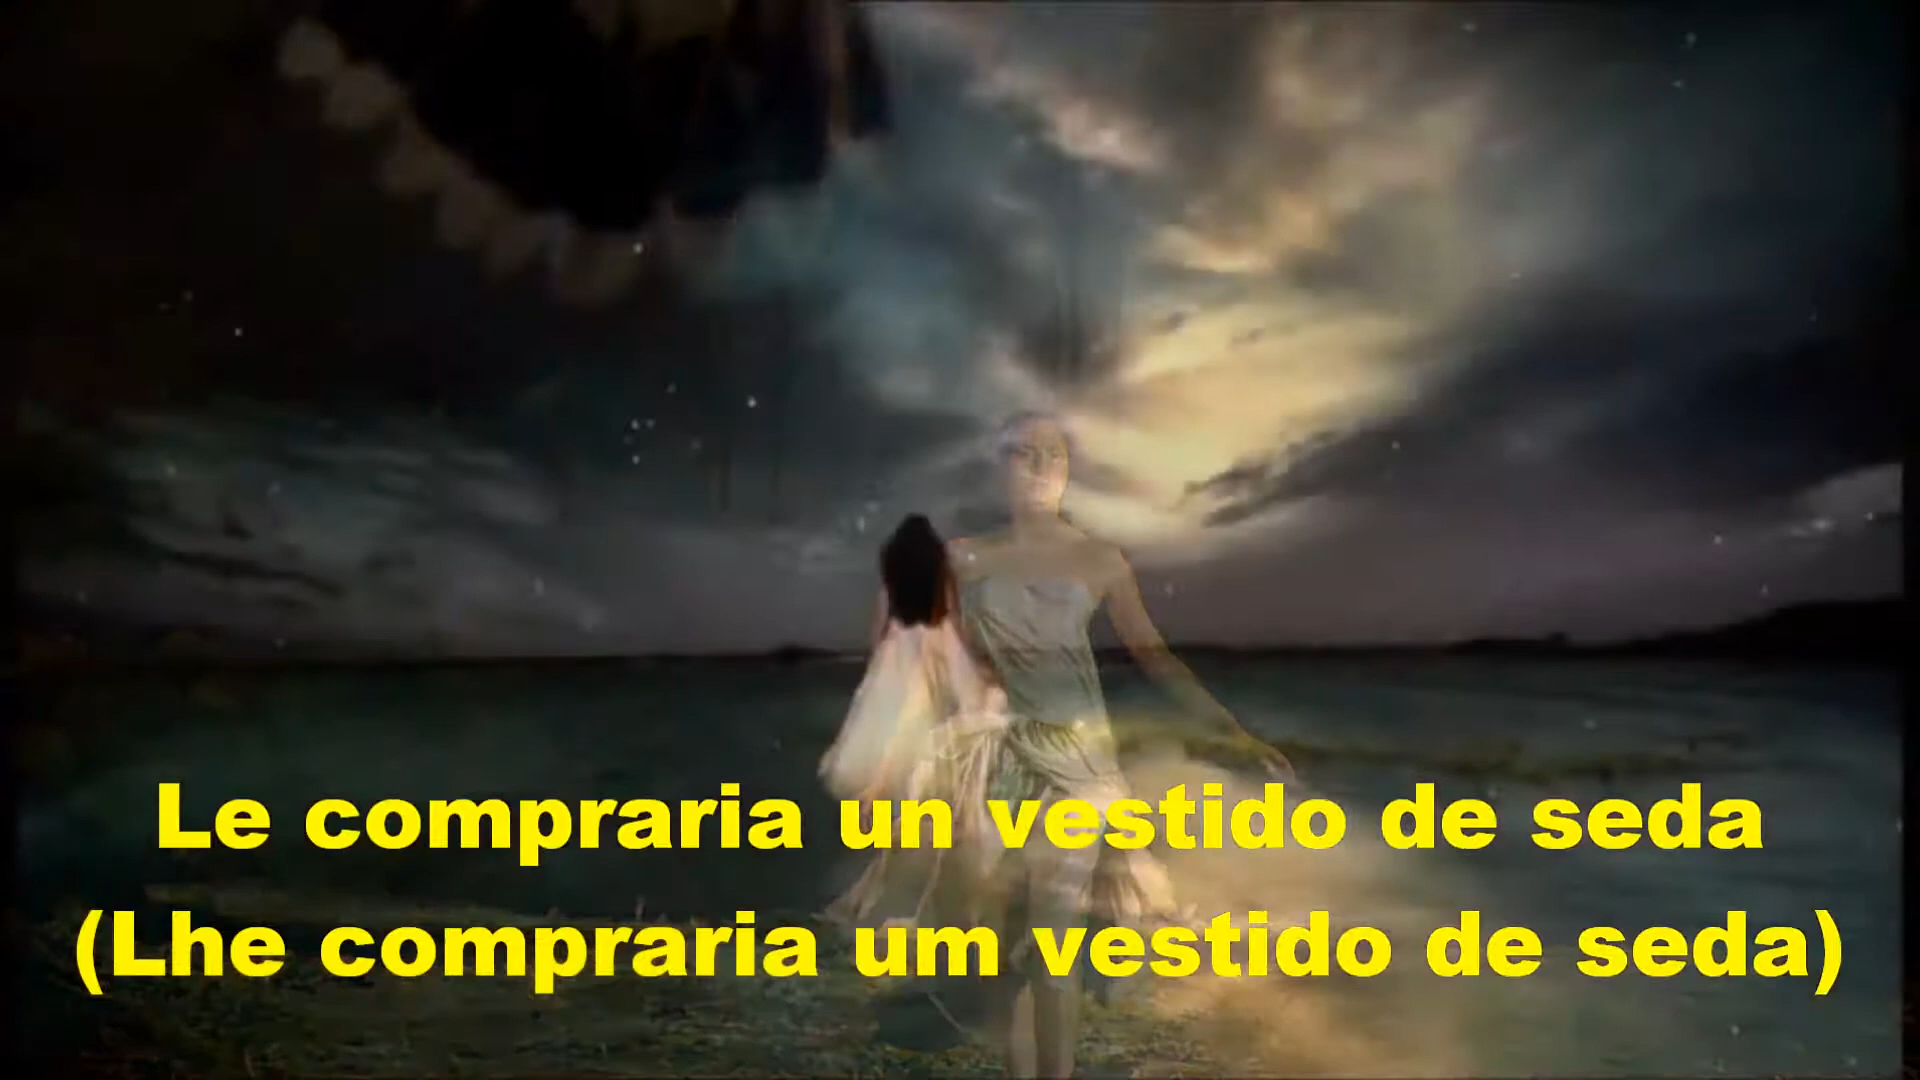 Le compraria un vestido de seda
(Lhe compraria um vestido de seda)